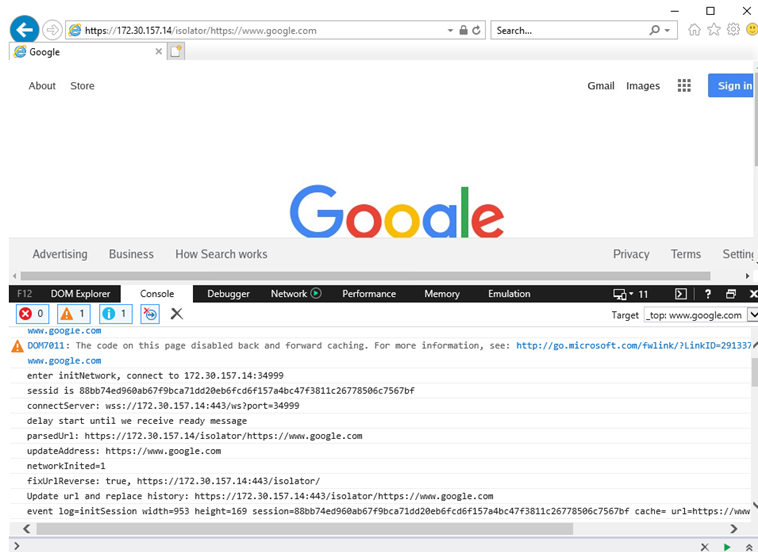 https://172.30.157.14/isolator/https://www.google.com
Search...
Google
About Store
Gmail Images
Sign in
Google
Advertising Business How Search works
Privacy Terms Setting
F12 DOM Explorer Console Debugger Network Performance Memory Emulation 11 ?
0 1 1
Target _top: www.google.com
www.google.com
DOM7011: The code on this page disabled back and forward caching. For more information, see: http://go.microsoft.com/fwlink/?LinkID=291337
www.google.com
enter initNetwork, connect to 172.30.157.14:34999
sessid is 88bb74ed960ab67f9bca71dd20eb6fcd6f157a4bc47f3811c26778506c7567bf
connectServer: wss://172.30.157.14:443/ws?port=34999
delay start until we receive ready message
parsedUrl: https://172.30.157.14/isolator/https://www.google.com
updateAddress: https://www.google.com
networkInited=1
fixUrlReverse: true, https://172.30.157.14:443/isolator/
Update url and replace history: https://172.30.157.14:443/isolator/https://www.google.com
event log=initSession width=953 height=169 session=88bb74ed960ab67f9bca71dd20eb6fcd6f157a4bc47f3811c26778506c7567bf cache= url=https://www